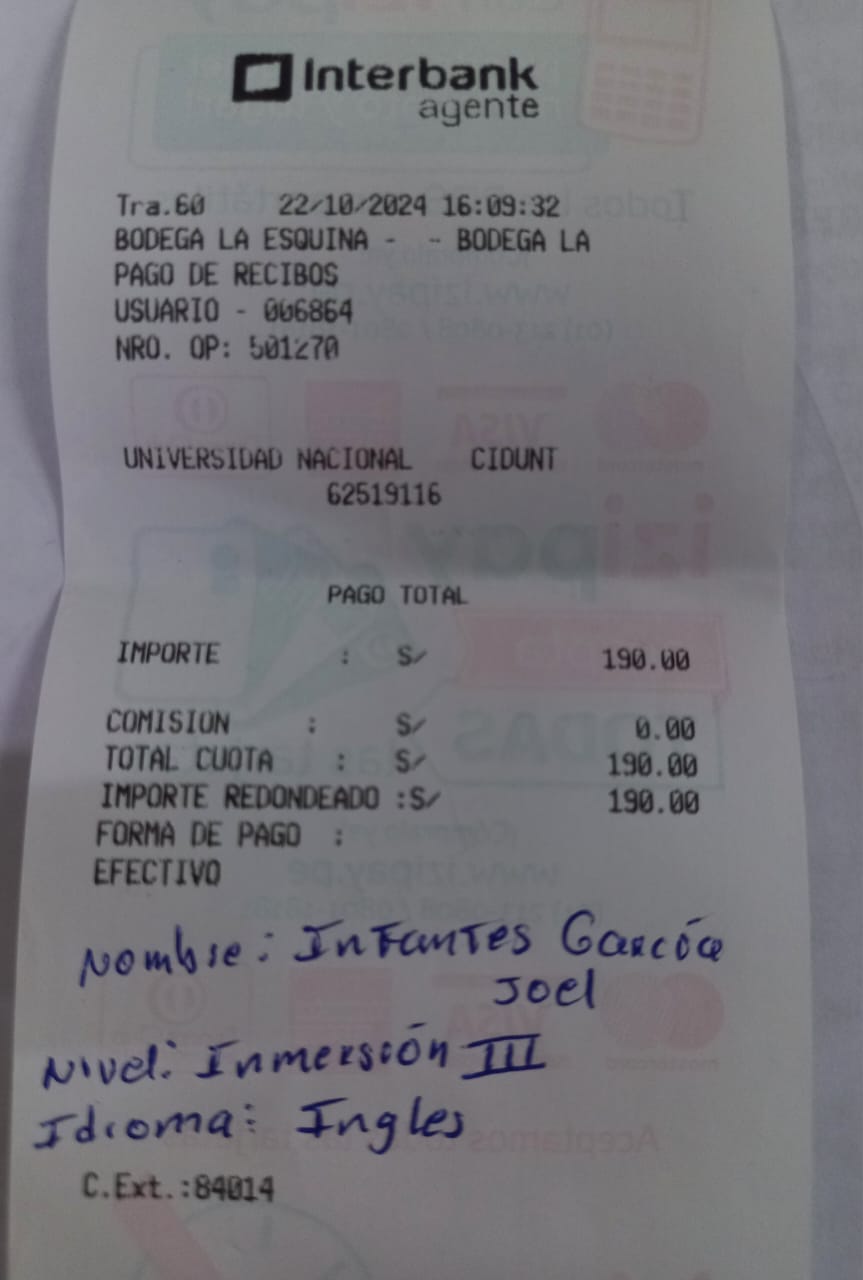 Interbank
agente
Tra.60 22/10/2024 16:09:32
BODEGA LA ESQUINA - - BODEGA LA
PAGO DE RECIBOS
USUARIO - 006864
NRO. OP: 501270
UNIVERSIDAD NACIONAL CIDUNT
62519116
PAGO TOTAL
IMPORTE : S/ 190.00
COMISION : S/ 0.00
TOTAL CUOTA : S/ 190.00
IMPORTE REDONDEADO :S/ 190.00
FORMA DE PAGO :
EFECTIVO
Nombre: Infantes García
Joel
Nivel: Inmersión III
Idioma: Ingles
C.Ext.:84014